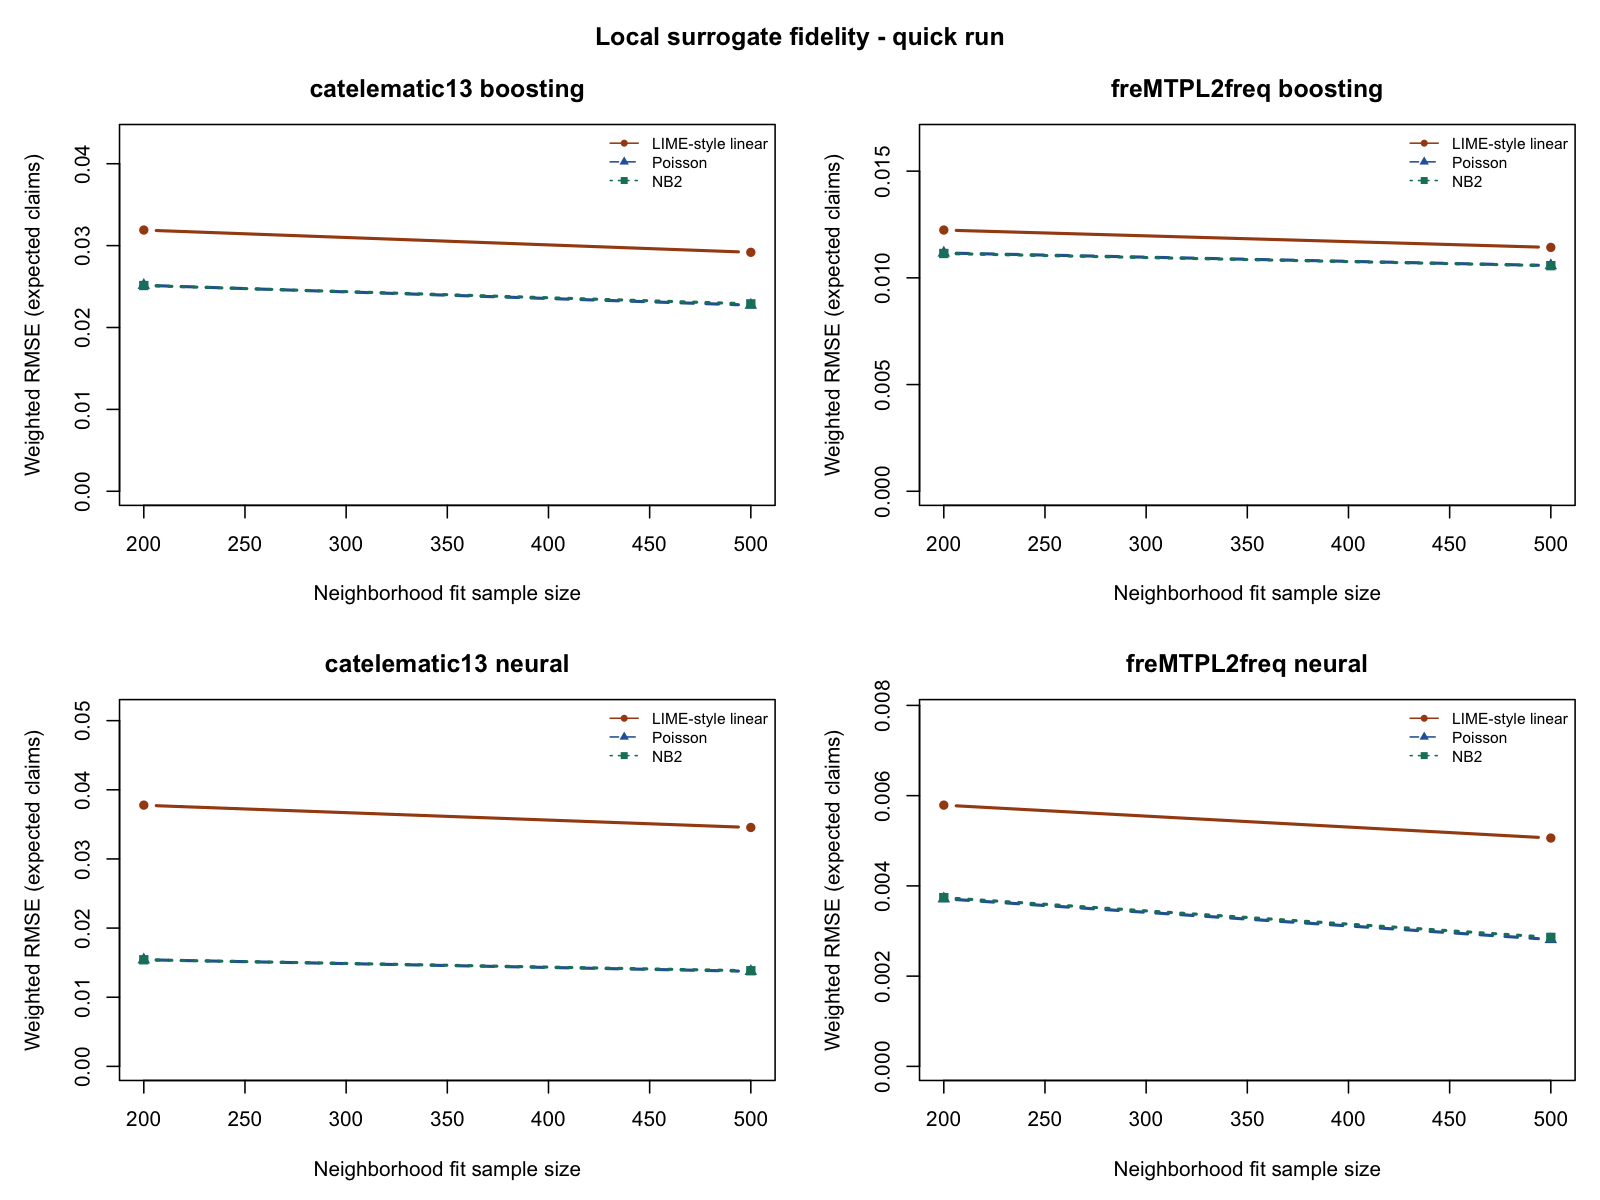 Local surrogate fidelity - quick run
catelematic13 boosting
Weighted RMSE (expected claims)
0.04
0.03
0.02
0.01
0.00
LIME-style linear
Poisson
NB2
200 250 300 350 400 450 500
Neighborhood fit sample size
freMTPL2freq boosting
Weighted RMSE (expected claims)
0.015
0.010
0.005
0.000
LIME-style linear
Poisson
NB2
200 250 300 350 400 450 500
Neighborhood fit sample size
catelematic13 neural
Weighted RMSE (expected claims)
0.05
0.04
0.03
0.02
0.01
0.00
LIME-style linear
Poisson
NB2
200 250 300 350 400 450 500
Neighborhood fit sample size
freMTPL2freq neural
Weighted RMSE (expected claims)
0.008
0.006
0.004
0.002
0.000
LIME-style linear
Poisson
NB2
200 250 300 350 400 450 500
Neighborhood fit sample size